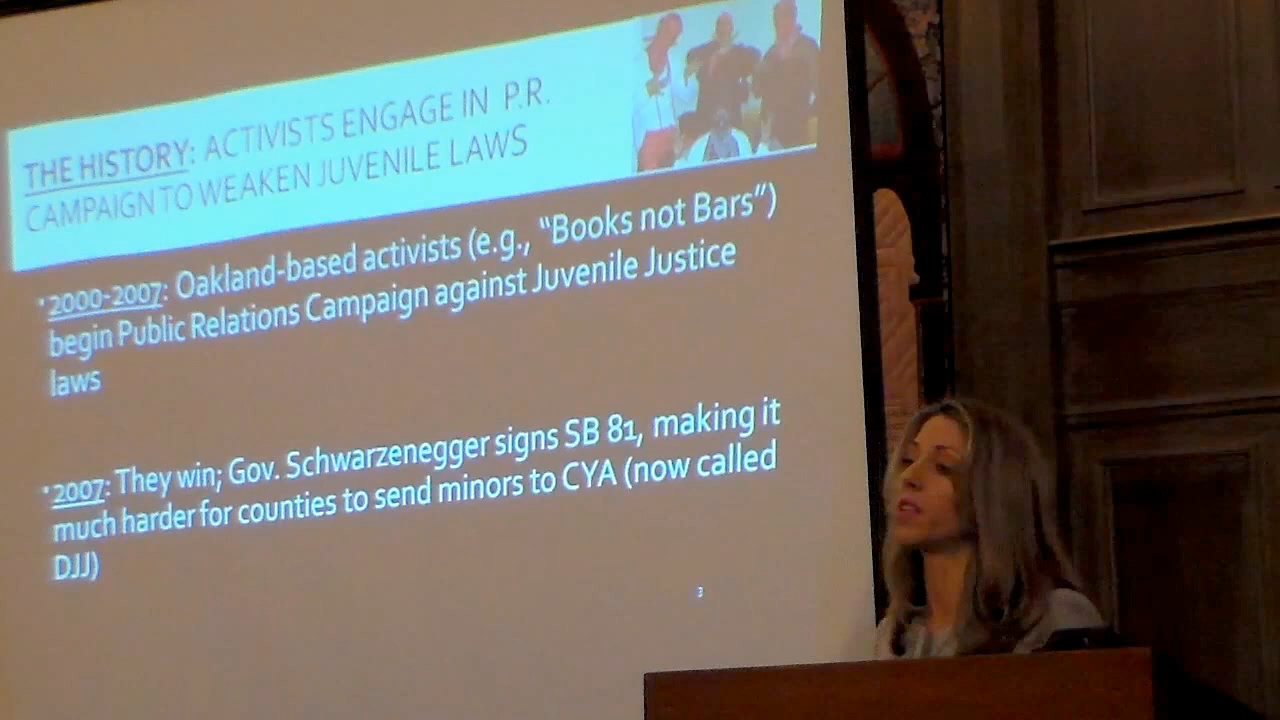 THE HISTORY: ACTIVISTS ENGAGE IN P.R.
CAMPAIGN TO WEAKEN JUVENILE LAWS
2000-2007: Oakland-based activists (e.g., “Books not Bars”)
begin Public Relations Campaign against Juvenile Justice
laws
2007: They win; Gov. Schwarzenegger signs SB 81, making it
much harder for counties to send minors to CYA (now called
DJJ)
3